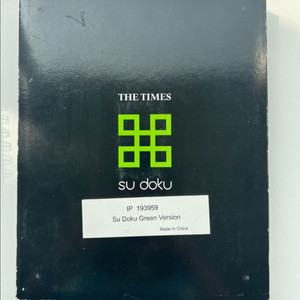 THE TIMES
su doku
IP 193959
Su Doku Green Version
Made In China